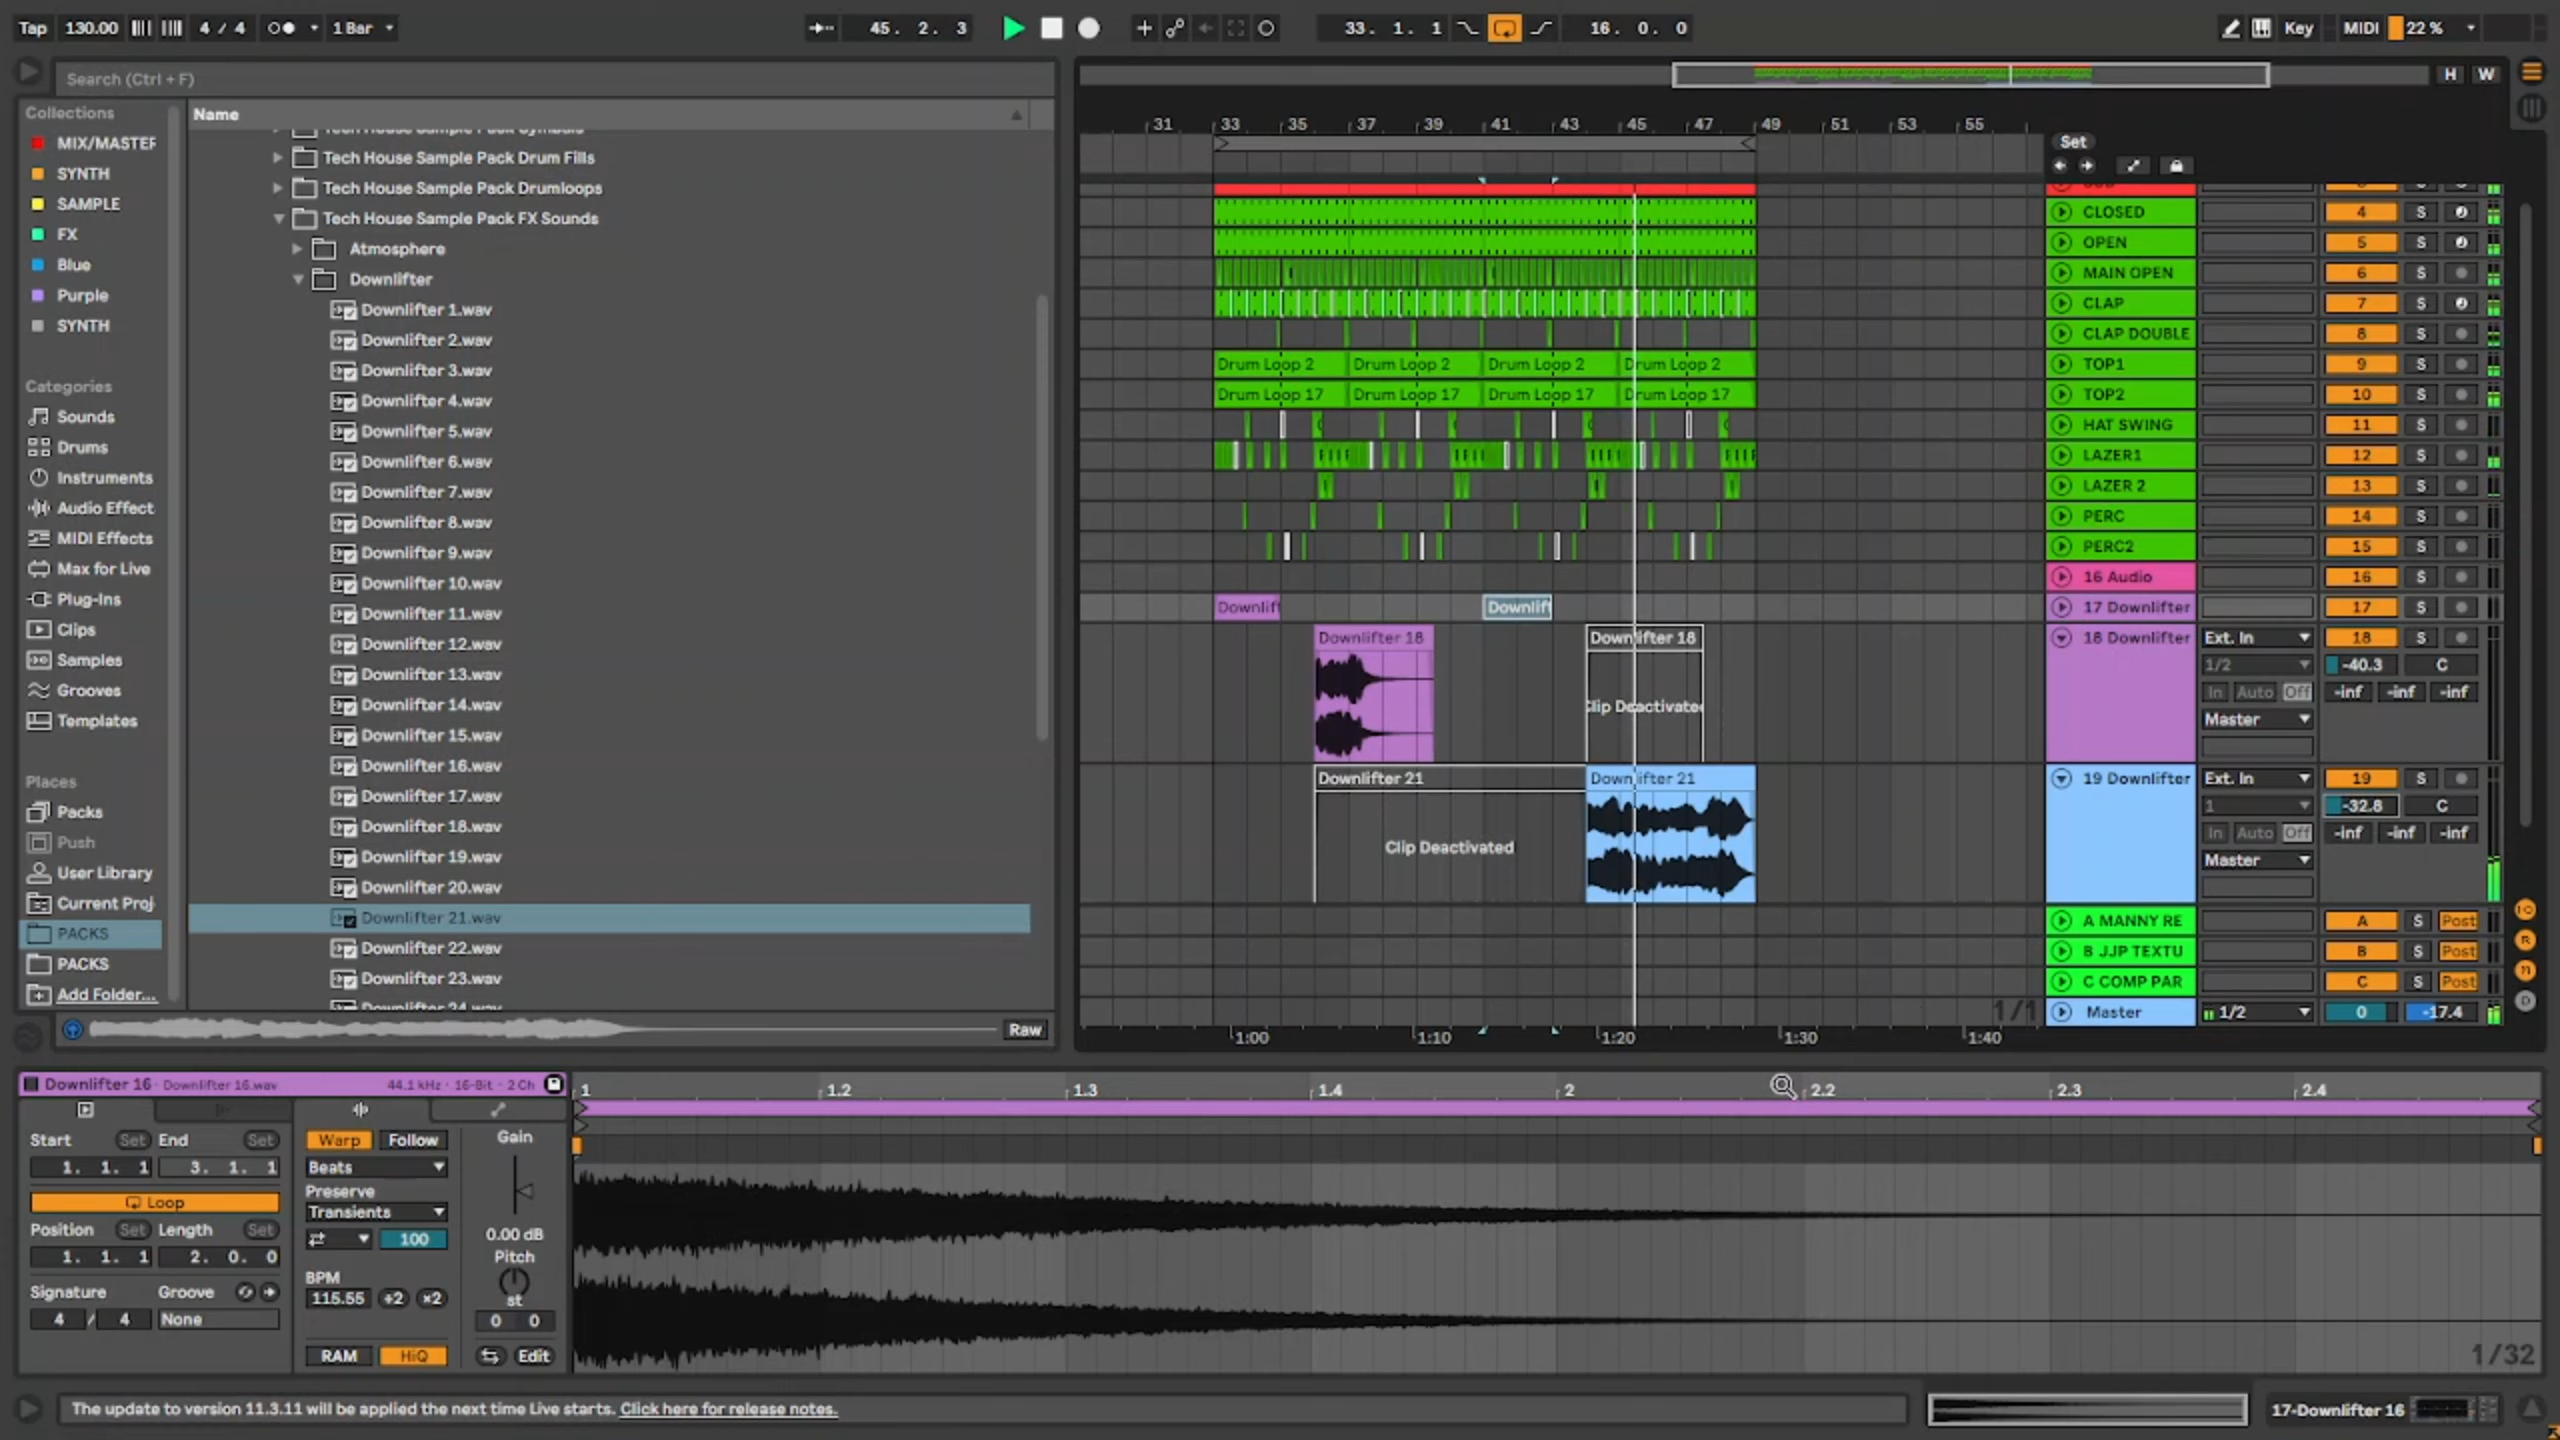 Tap 130.00 4 / 4 1 Bar 45. 2. 3 33. 1. 1 16. 0. 0 Key MIDI 22 %
Search (Ctrl + F)
H W
Collections
MIX/MASTER
SYNTH
SAMPLE
FX
Blue
Purple
SYNTH
Categories
Sounds
Drums
Instruments
Audio Effect
MIDI Effects
Max for Live
Plug-Ins
Clips
Samples
Grooves
Templates
Places
Packs
Push
User Library
Current Proj
PACKS
PACKS
Add Folder...
Name
Tech House Sample Pack Drum Fills
Tech House Sample Pack Drumloops
Tech House Sample Pack FX Sounds
Atmosphere
Downlifter
Downlifter 1.wav
Downlifter 2.wav
Downlifter 3.wav
Downlifter 4.wav
Downlifter 5.wav
Downlifter 6.wav
Downlifter 7.wav
Downlifter 8.wav
Downlifter 9.wav
Downlifter 10.wav
Downlifter 11.wav
Downlifter 12.wav
Downlifter 13.wav
Downlifter 14.wav
Downlifter 15.wav
Downlifter 16.wav
Downlifter 17.wav
Downlifter 18.wav
Downlifter 19.wav
Downlifter 20.wav
Downlifter 21.wav
Downlifter 22.wav
Downlifter 23.wav
Raw
31 33 35 37 39 41 43 45 47 49 51 53 55
Set
CLOSED 4 S
OPEN 5 S
MAIN OPEN 6 S
CLAP 7 S
CLAP DOUBLE 8 S
Drum Loop 2 Drum Loop 2 Drum Loop 2 Drum Loop 2 TOP1 9 S
Drum Loop 17 Drum Loop 17 Drum Loop 17 Drum Loop 17 TOP2 10 S
HAT SWING 11 S
LAZER1 12 S
LAZER 2 13 S
PERC 14 S
PERC2 15 S
16 Audio 16 S
Downlift Downlift 17 Downlifter 17 S
Downlifter 18 Downlifter 18 18 Downlifter Ext. In 18 S
1/2 -40.3 C
In Auto Off -inf -inf -inf
Clip Deactivated Master
Downlifter 21 Downlifter 21 19 Downlifter Ext. In 19 S
1 -32.8 C
In Auto Off -inf -inf -inf
Clip Deactivated Master
A MANNY RE A S Post
B JJP TEXTU B S Post
C COMP PAR C S Post
1/1 Master 1/2 0 -17.4
1:00 1:10 1:20 1:30 1:40
Downlifter 16 Downlifter 16.wav 44.1 kHz · 16-Bit · 2 Ch
1 1.2 1.3 1.4 2 2.2 2.3 2.4
Start Set End Set
1. 1. 1 3. 1. 1
Loop
Position Set Length Set
1. 1. 1 2. 0. 0
Signature Groove
4 / 4 None
Warp Follow
Beats
Preserve
Transients
100
BPM
115.55 ÷2 ×2
RAM HiQ
Gain
0.00 dB
Pitch
st
0 0
Edit
1/32
The update to version 11.3.11 will be applied the next time Live starts. Click here for release notes.
17-Downlifter 16